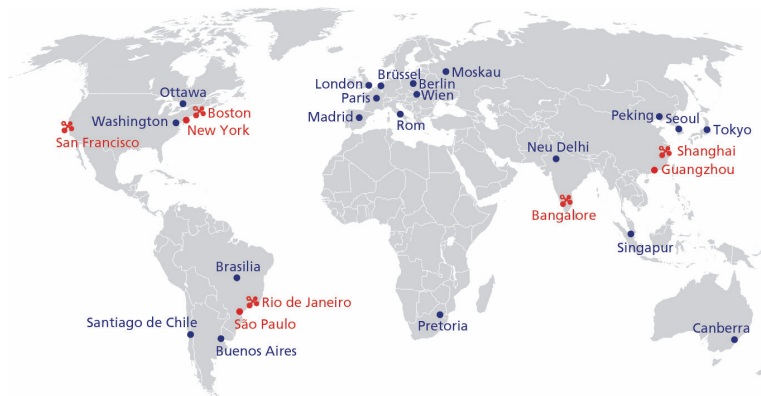 Ottawa
Boston
Washington
New York
San Francisco
London
Brüssel
Berlin
Moskau
Paris
Wien
Madrid
Rom
Peking
Seoul
Tokyo
Neu Delhi
Shanghai
Guangzhou
Bangalore
Singapur
Brasilia
Rio de Janeiro
São Paulo
Santiago de Chile
Buenos Aires
Pretoria
Canberra